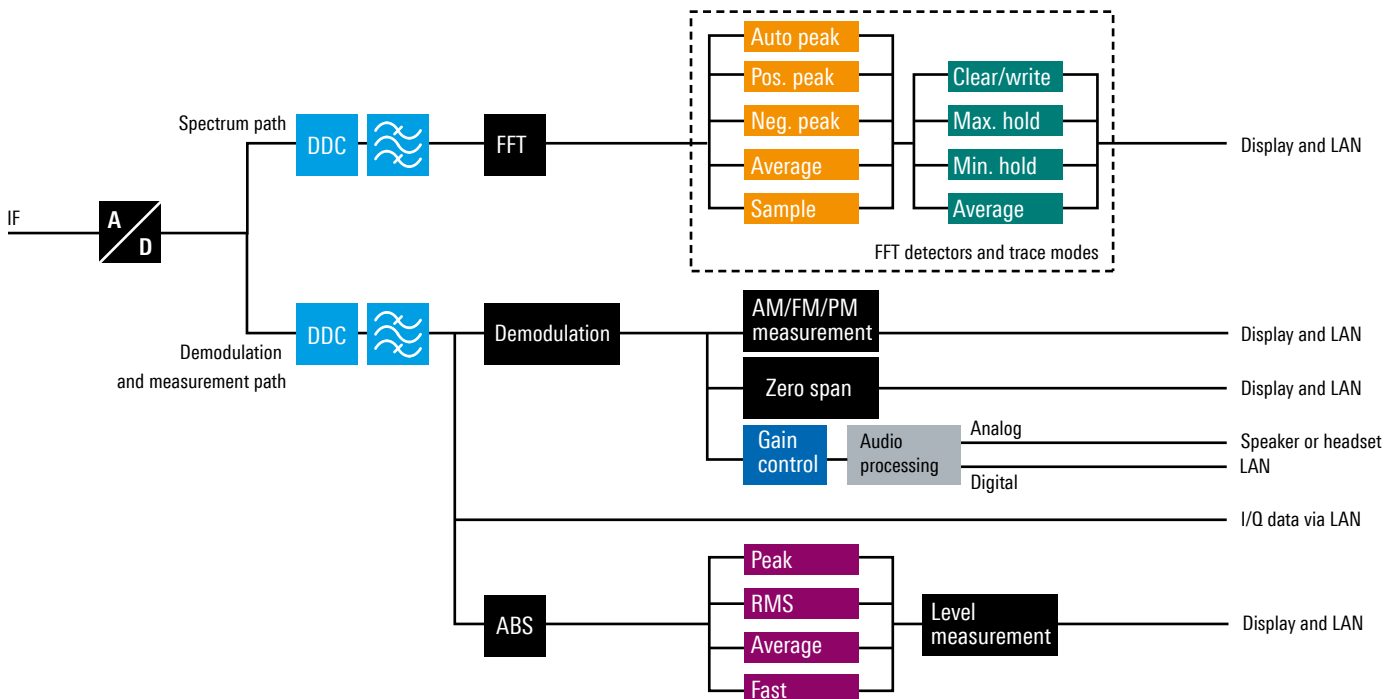 Auto peak
Pos. peak
Clear/write
Spectrum path
DDC
FFT
Neg. peak
Max. hold
Display and LAN
Average
Min. hold
IF
A
D
Sample
Average
FFT detectors and trace modes
AM/FM/PM
measurement
DDC
Demodulation
Display and LAN
Demodulation
and measurement path
Zero span
Display and LAN
Gain
control
Audio
processing
Analog
Speaker or headset
LAN
Digital
I/Q data via LAN
Peak
RMS
ABS
Level
measurement
Display and LAN
Average
Fast